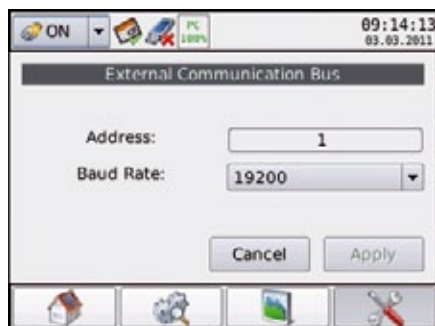 ON
PC
100%
09:14:13
03.03.2011
External Communication Bus
Address:
1
Baud Rate:
19200
Cancel
Apply